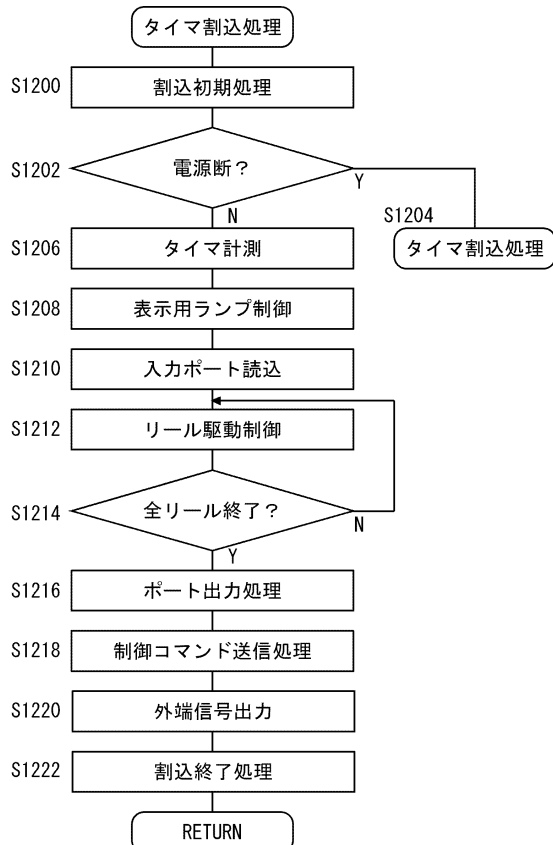 タイマ割込処理
S1200
割込初期処理
S1202
電源断？
Y
N
S1204
タイマ割込処理
S1206
タイマ計測
S1208
表示用ランプ制御
S1210
入力ポート読込
S1212
リール駆動制御
S1214
全リール終了？
N
Y
S1216
ポート出力処理
S1218
制御コマンド送信処理
S1220
外端信号出力
S1222
割込終了処理
RETURN